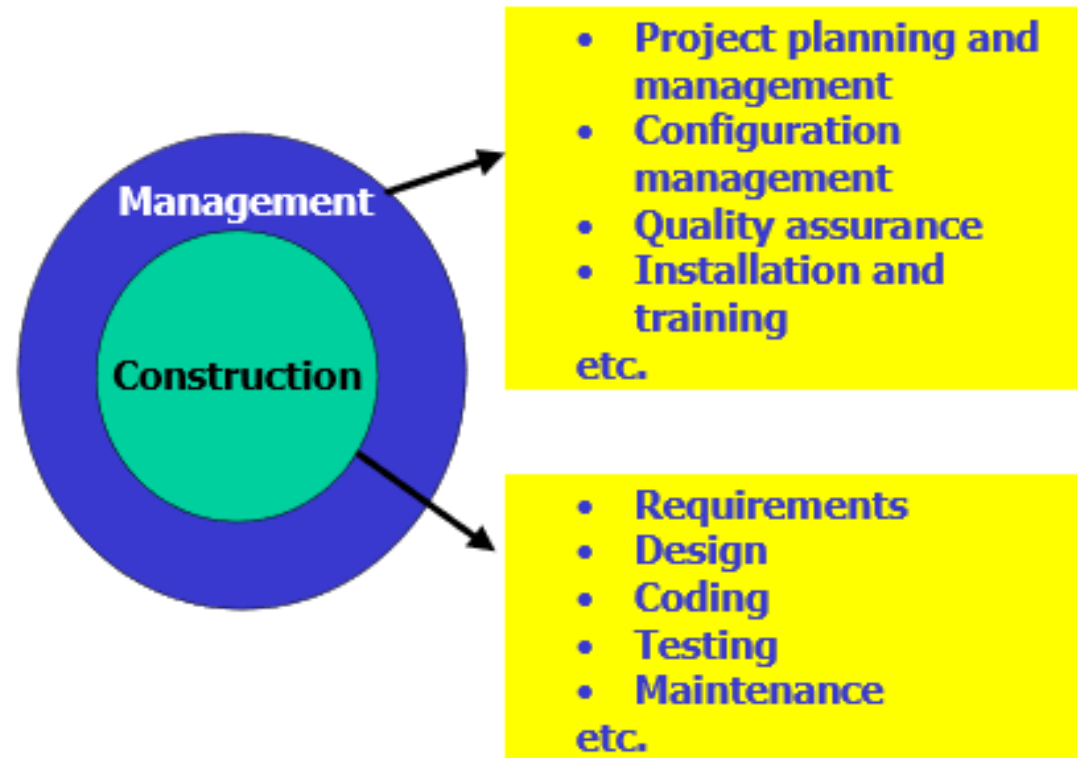 Management
Construction
• Project planning and
management
• Configuration
management
• Quality assurance
• Installation and
training
etc.
• Requirements
• Design
• Coding
• Testing
• Maintenance
etc.